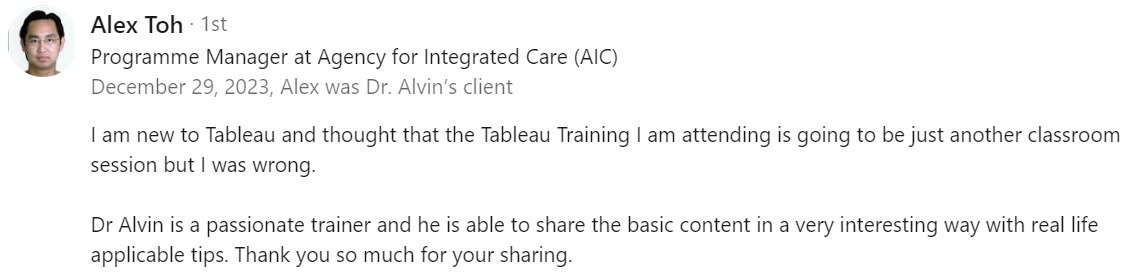 Alex Toh · 1st
Programme Manager at Agency for Integrated Care (AIC)
December 29, 2023, Alex was Dr. Alvin’s client
I am new to Tableau and thought that the Tableau Training I am attending is going to be just another classroom
session but I was wrong.
Dr Alvin is a passionate trainer and he is able to share the basic content in a very interesting way with real life
applicable tips. Thank you so much for your sharing.